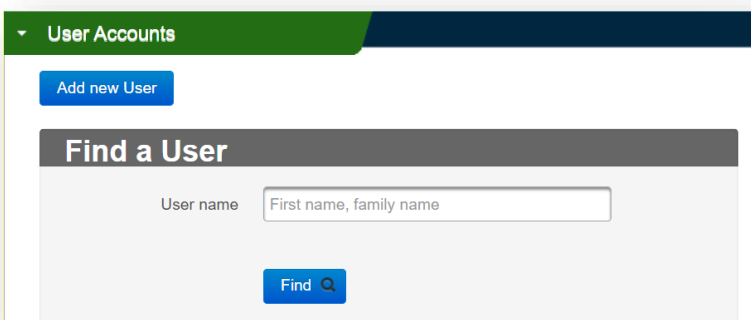 User Accounts
Add new User
Find a User
User name First name, family name
Find